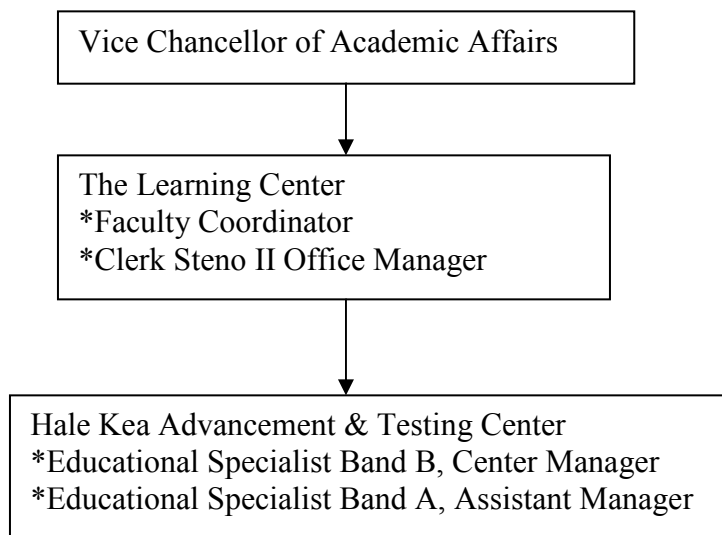 Vice Chancellor of Academic Affairs
The Learning Center
*Faculty Coordinator
*Clerk Steno II Office Manager
Hale Kea Advancement & Testing Center
*Educational Specialist Band B, Center Manager
*Educational Specialist Band A, Assistant Manager